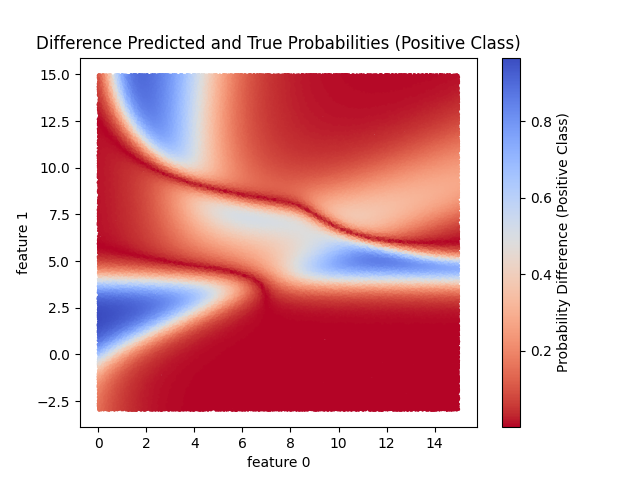 Difference Predicted and True Probabilities (Positive Class)
15.0
12.5
10.0
7.5
5.0
2.5
0.0
−2.5
feature 1
0 2 4 6 8 10 12 14
feature 0
0.8
0.6
0.4
0.2
Probability Difference (Positive Class)